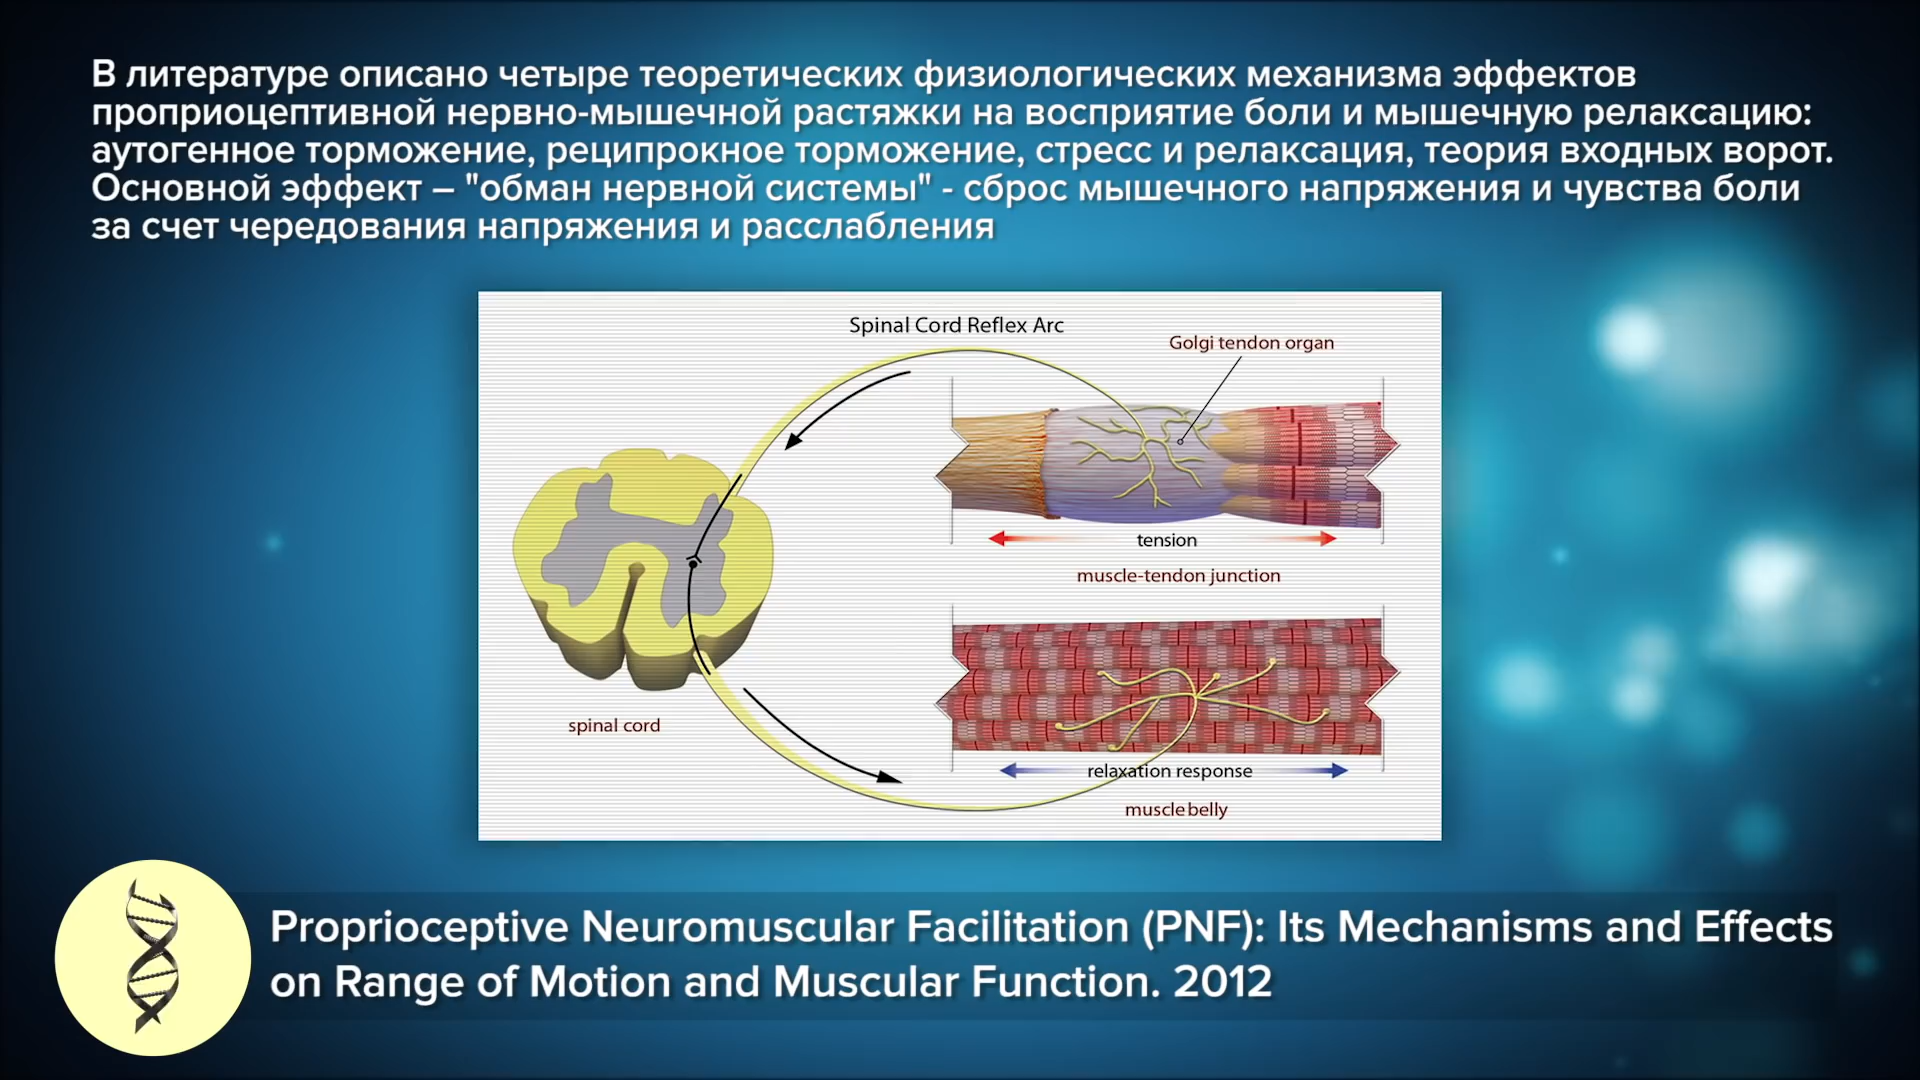 В литературе описано четыре теоретических физиологических механизма эффектов
проприоцептивной нервно-мышечной растяжки на восприятие боли и мышечную релаксацию:
аутогенное торможение, реципрокное торможение, стресс и релаксация, теория входных ворот.
Основной эффект – "обман нервной системы" - сброс мышечного напряжения и чувства боли
за счет чередования напряжения и расслабления
Spinal Cord Reflex Arc
Golgi tendon organ
tension
muscle-tendon junction
spinal cord
relaxation response
muscle belly
Proprioceptive Neuromuscular Facilitation (PNF): Its Mechanisms and Effects
on Range of Motion and Muscular Function. 2012